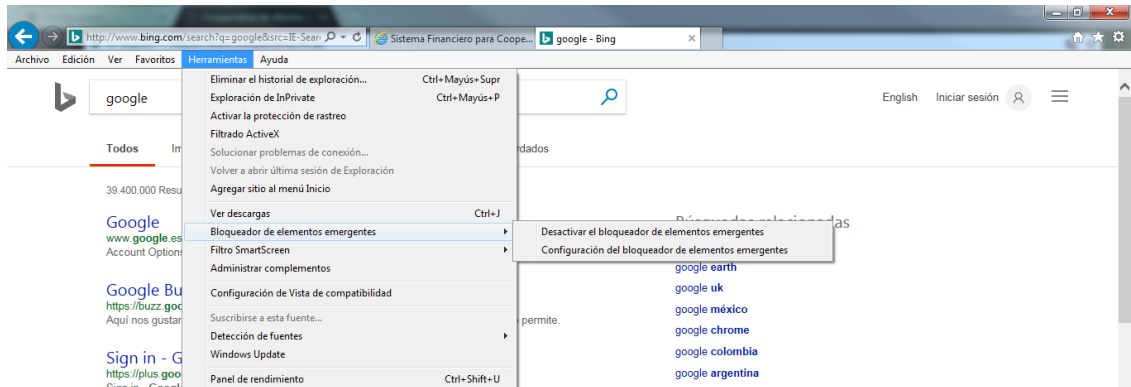 http://www.bing.com/search?q=google&src=IE-Sear
Sistema Financiero para Coope...
google - Bing
Archivo Edición Ver Favoritos Herramientas Ayuda
Eliminar el historial de exploración... Ctrl+Mayús+Supr
Exploración de InPrivate Ctrl+Mayús+P
Activar la protección de rastreo
Filtrado ActiveX
Solucionar problemas de conexión...
Volver a abrir última sesión de Exploración
Agregar sitio al menú Inicio
Ver descargas Ctrl+J
Bloqueador de elementos emergentes
Filtro SmartScreen
Administrar complementos
Configuración de Vista de compatibilidad
Suscribirse a esta fuente...
Detección de fuentes
Windows Update
Panel de rendimiento Ctrl+Shift+U
Desactivar el bloqueador de elementos emergentes
Configuración del bloqueador de elementos emergentes
google
English Iniciar sesión
Todos Im
rdados
39.400.000 Resu
Google
www.google.es
Account Options
Google Bu
https://buzz.goo
Aquí nos gustar
permite.
Sign in - G
https://plus.goo
google earth
google uk
google méxico
google chrome
google colombia
google argentina